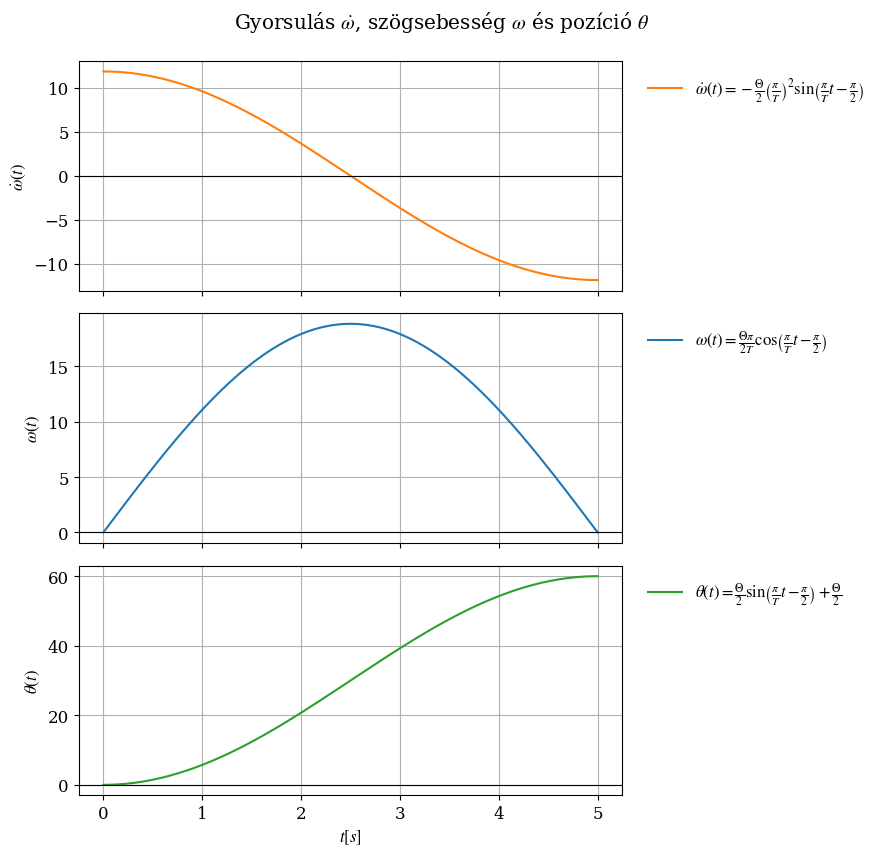 Gyorsulás ω̇, szögsebesség ω és pozíció θ
10
5
0
−5
−10
ω̇(t)
ω̇(t) = −Θ/2 (π/T)² sin(π/T t − π/2)
15
10
5
0
ω(t)
ω(t) = Θπ/2T cos(π/T t − π/2)
60
40
20
0
θ(t)
θ(t) = Θ/2 sin(π/T t − π/2) + Θ/2
0 1 2 3 4 5
t[s]